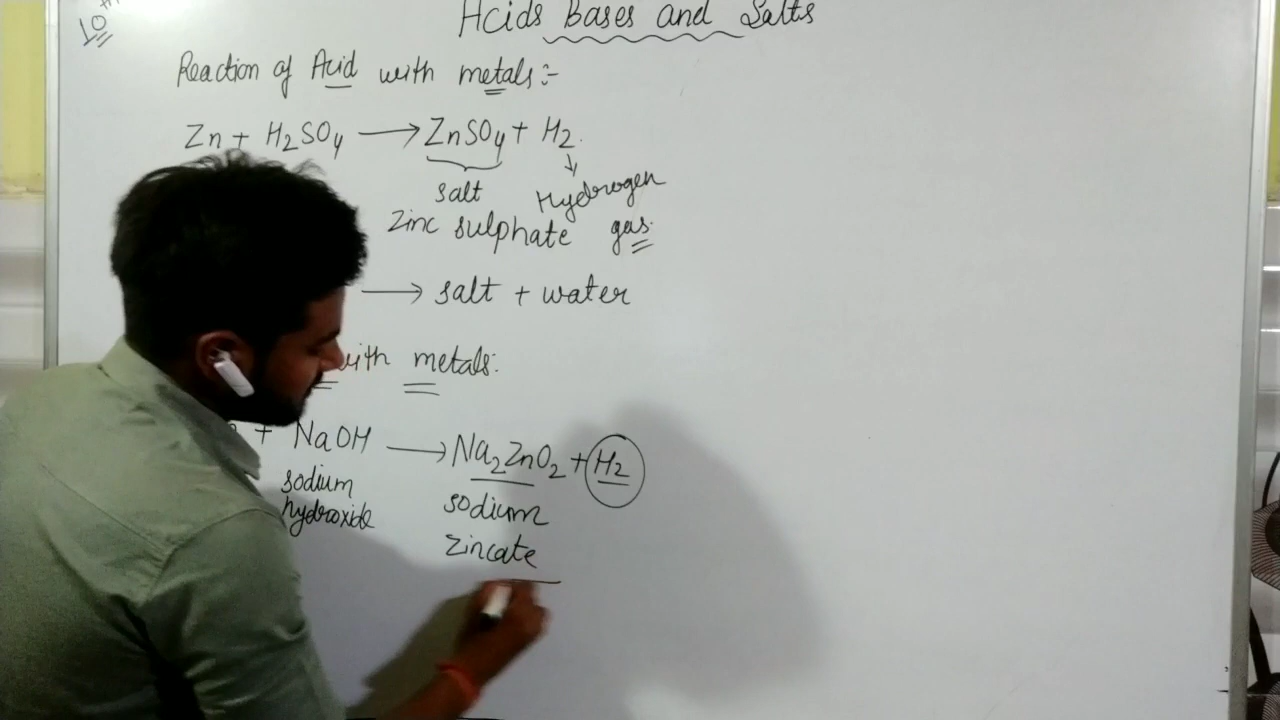 10th
Acids Bases and Salts
Reaction of Acid with metals:-
Zn + H2SO4 → ZnSO4 + H2.
salt
Hydrogen
Zinc sulphate
gas.
→ salt + water
with metals:
+ NaOH → Na2ZnO2 + H2
sodium
hydroxide
sodium
zincate